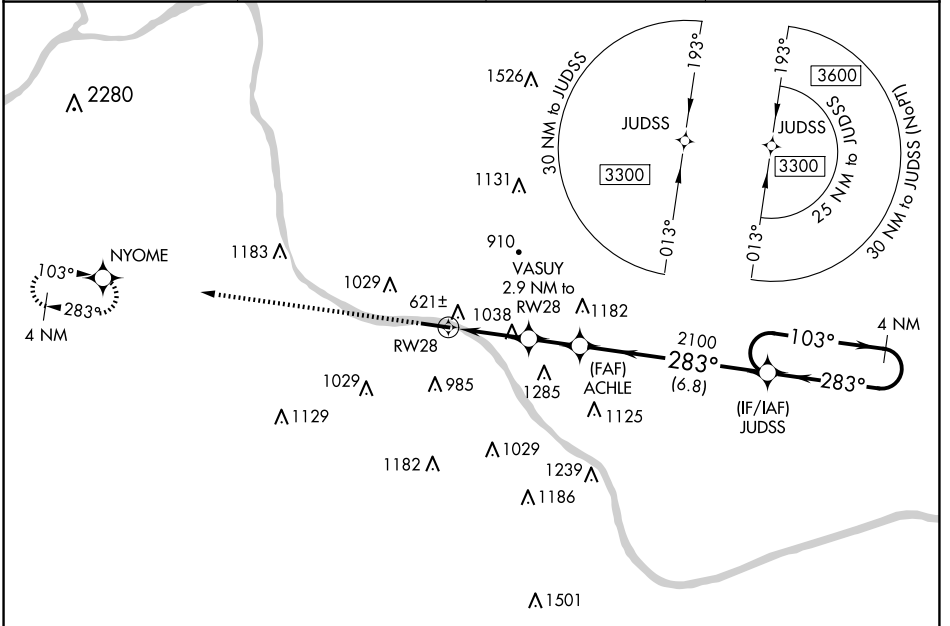 2280
1526
30 NM to JUDSS
193°
JUDSS
3300
013°
193°
3600
JUDSS
3300
25 NM to JUDSS
30 NM to JUDSS (NoPT)
013°
1131
910
1183
NYOME
103°
283°
4 NM
1029
VASUY
2.9 NM to
RW28
621±
1038
1182
RW28
2100
283°
(6.8)
103°
4 NM
283°
(FAF)
ACHLE
(IF/IAF)
JUDSS
1029
985
1285
1125
1129
1182
1029
1239
1186
1501